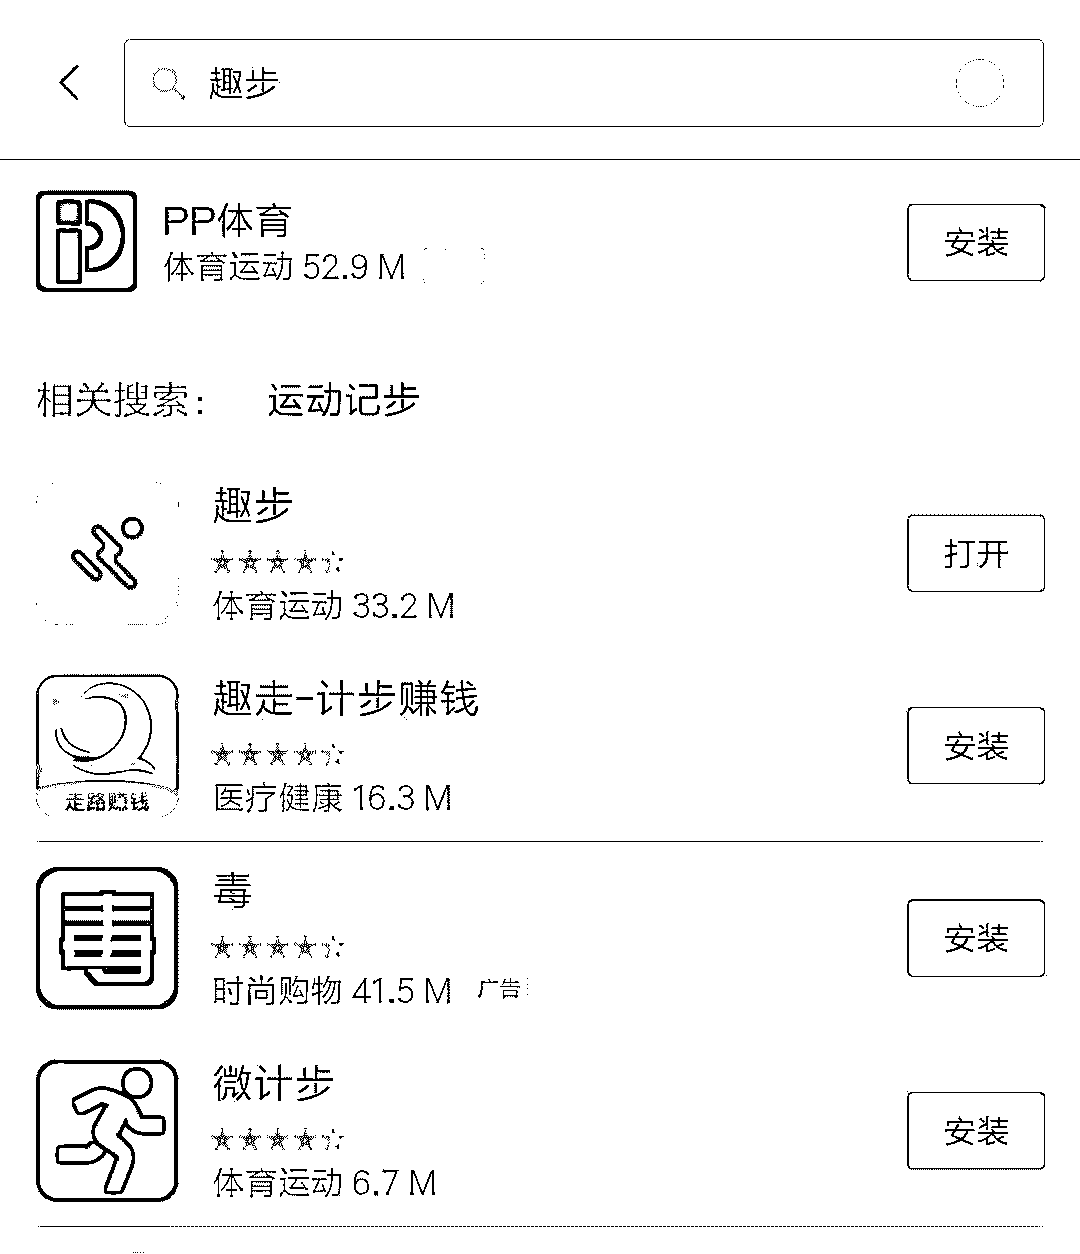 趣步
PP体育
体育运动 52.9 M
安装
相关搜索： 运动记步
趣步
体育运动 33.2 M
打开
趣走-计步赚钱
医疗健康 16.3 M
走路赚钱
安装
毒
毒
时尚购物 41.5 M 广告
安装
微计步
体育运动 6.7 M
安装